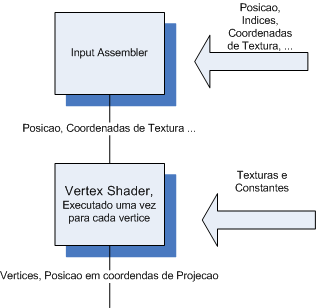 Posicao,
Indices,
Coordenadas
de Textura, ...
Input Assembler
Posicao, Coordenadas de Textura ...
Vertex Shader,
Executado uma vez
para cada vertice
Texturas e
Constantes
Vertices, Posicao em coordendas de Projecao